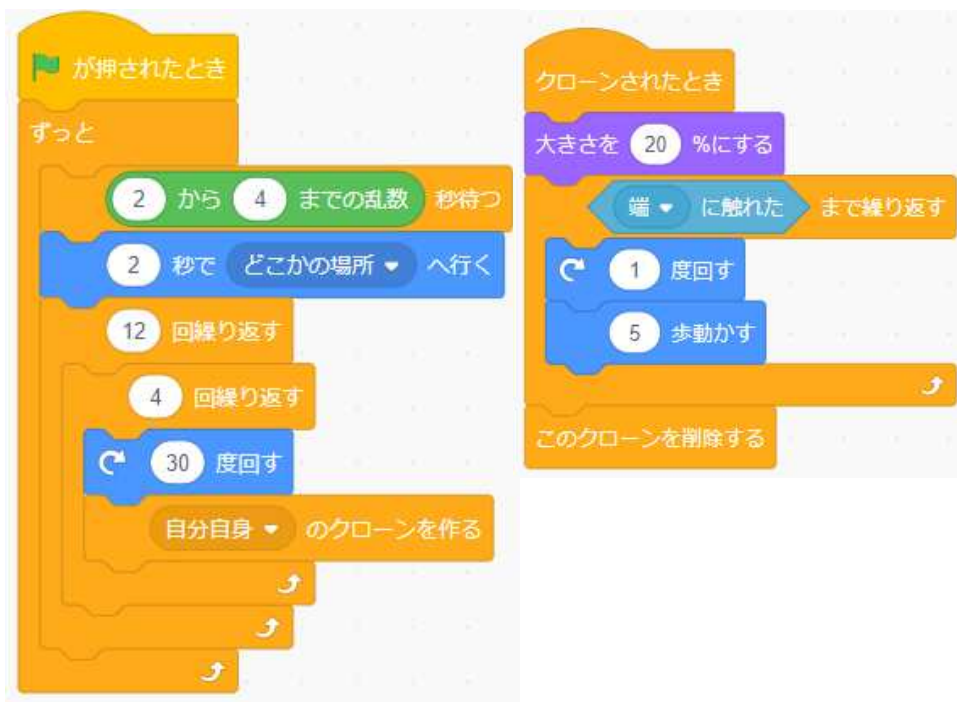 が押されたとき
ずっと
2 から 4 までの乱数 秒待つ
2 秒で どこかの場所 へ行く
12 回繰り返す
4 回繰り返す
30 度回す
自分自身 のクローンを作る
クローンされたとき
大きさを 20 %にする
端 に触れた まで繰り返す
1 度回す
5 歩動かす
このクローンを削除する